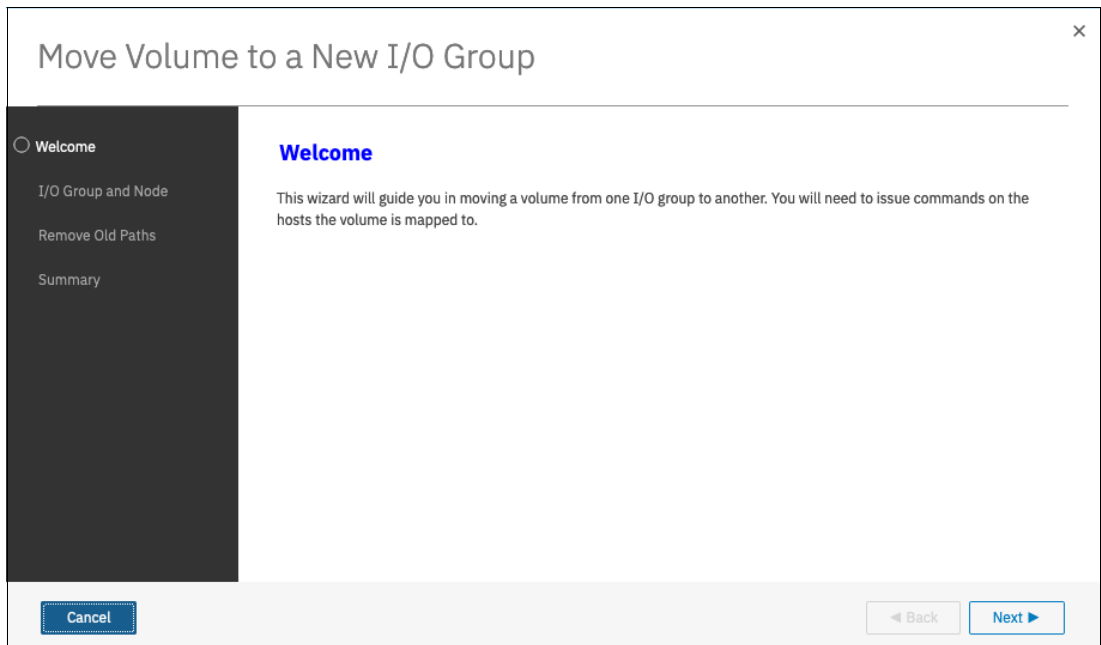 Move Volume to a New I/O Group
×
Welcome
I/O Group and Node
Remove Old Paths
Summary
Welcome
This wizard will guide you in moving a volume from one I/O group to another. You will need to issue commands on the
hosts the volume is mapped to.
Cancel
◀ Back
Next ▶